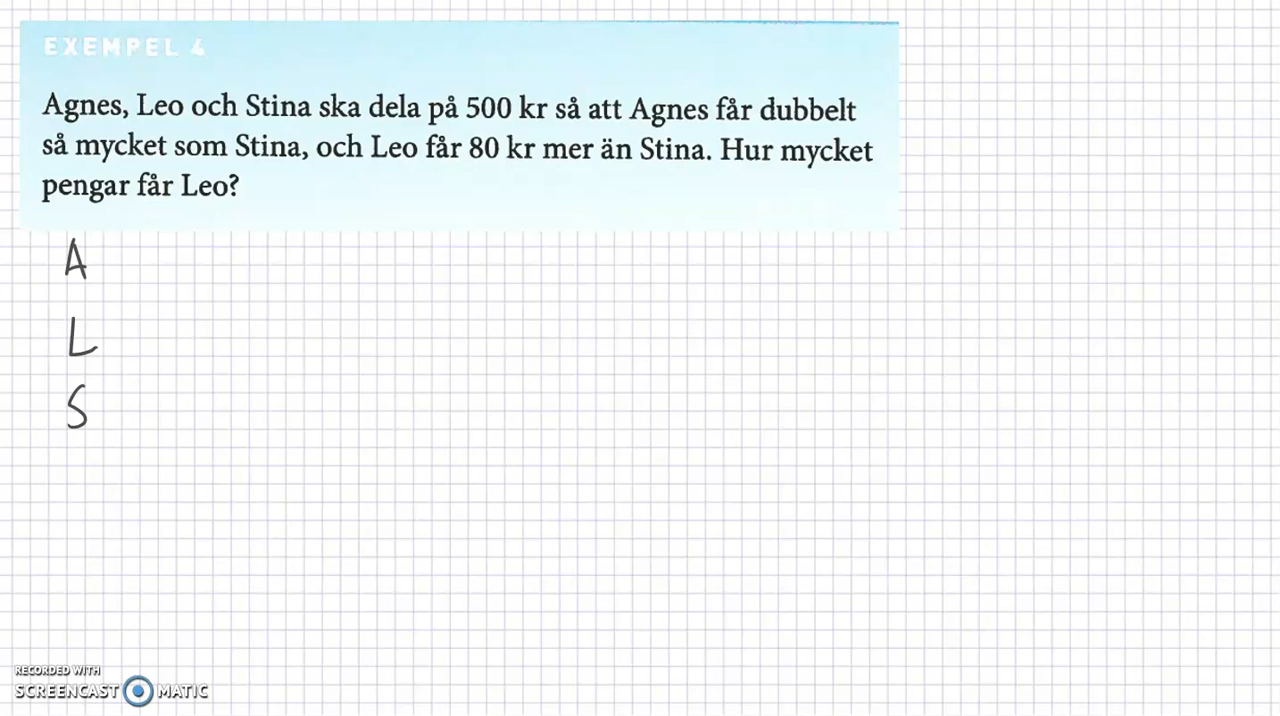 EXEMPEL 4
Agnes, Leo och Stina ska dela på 500 kr så att Agnes får dubbelt
så mycket som Stina, och Leo får 80 kr mer än Stina. Hur mycket
pengar får Leo?
A
L
S
RECORDED WITH
SCREENCAST MATIC